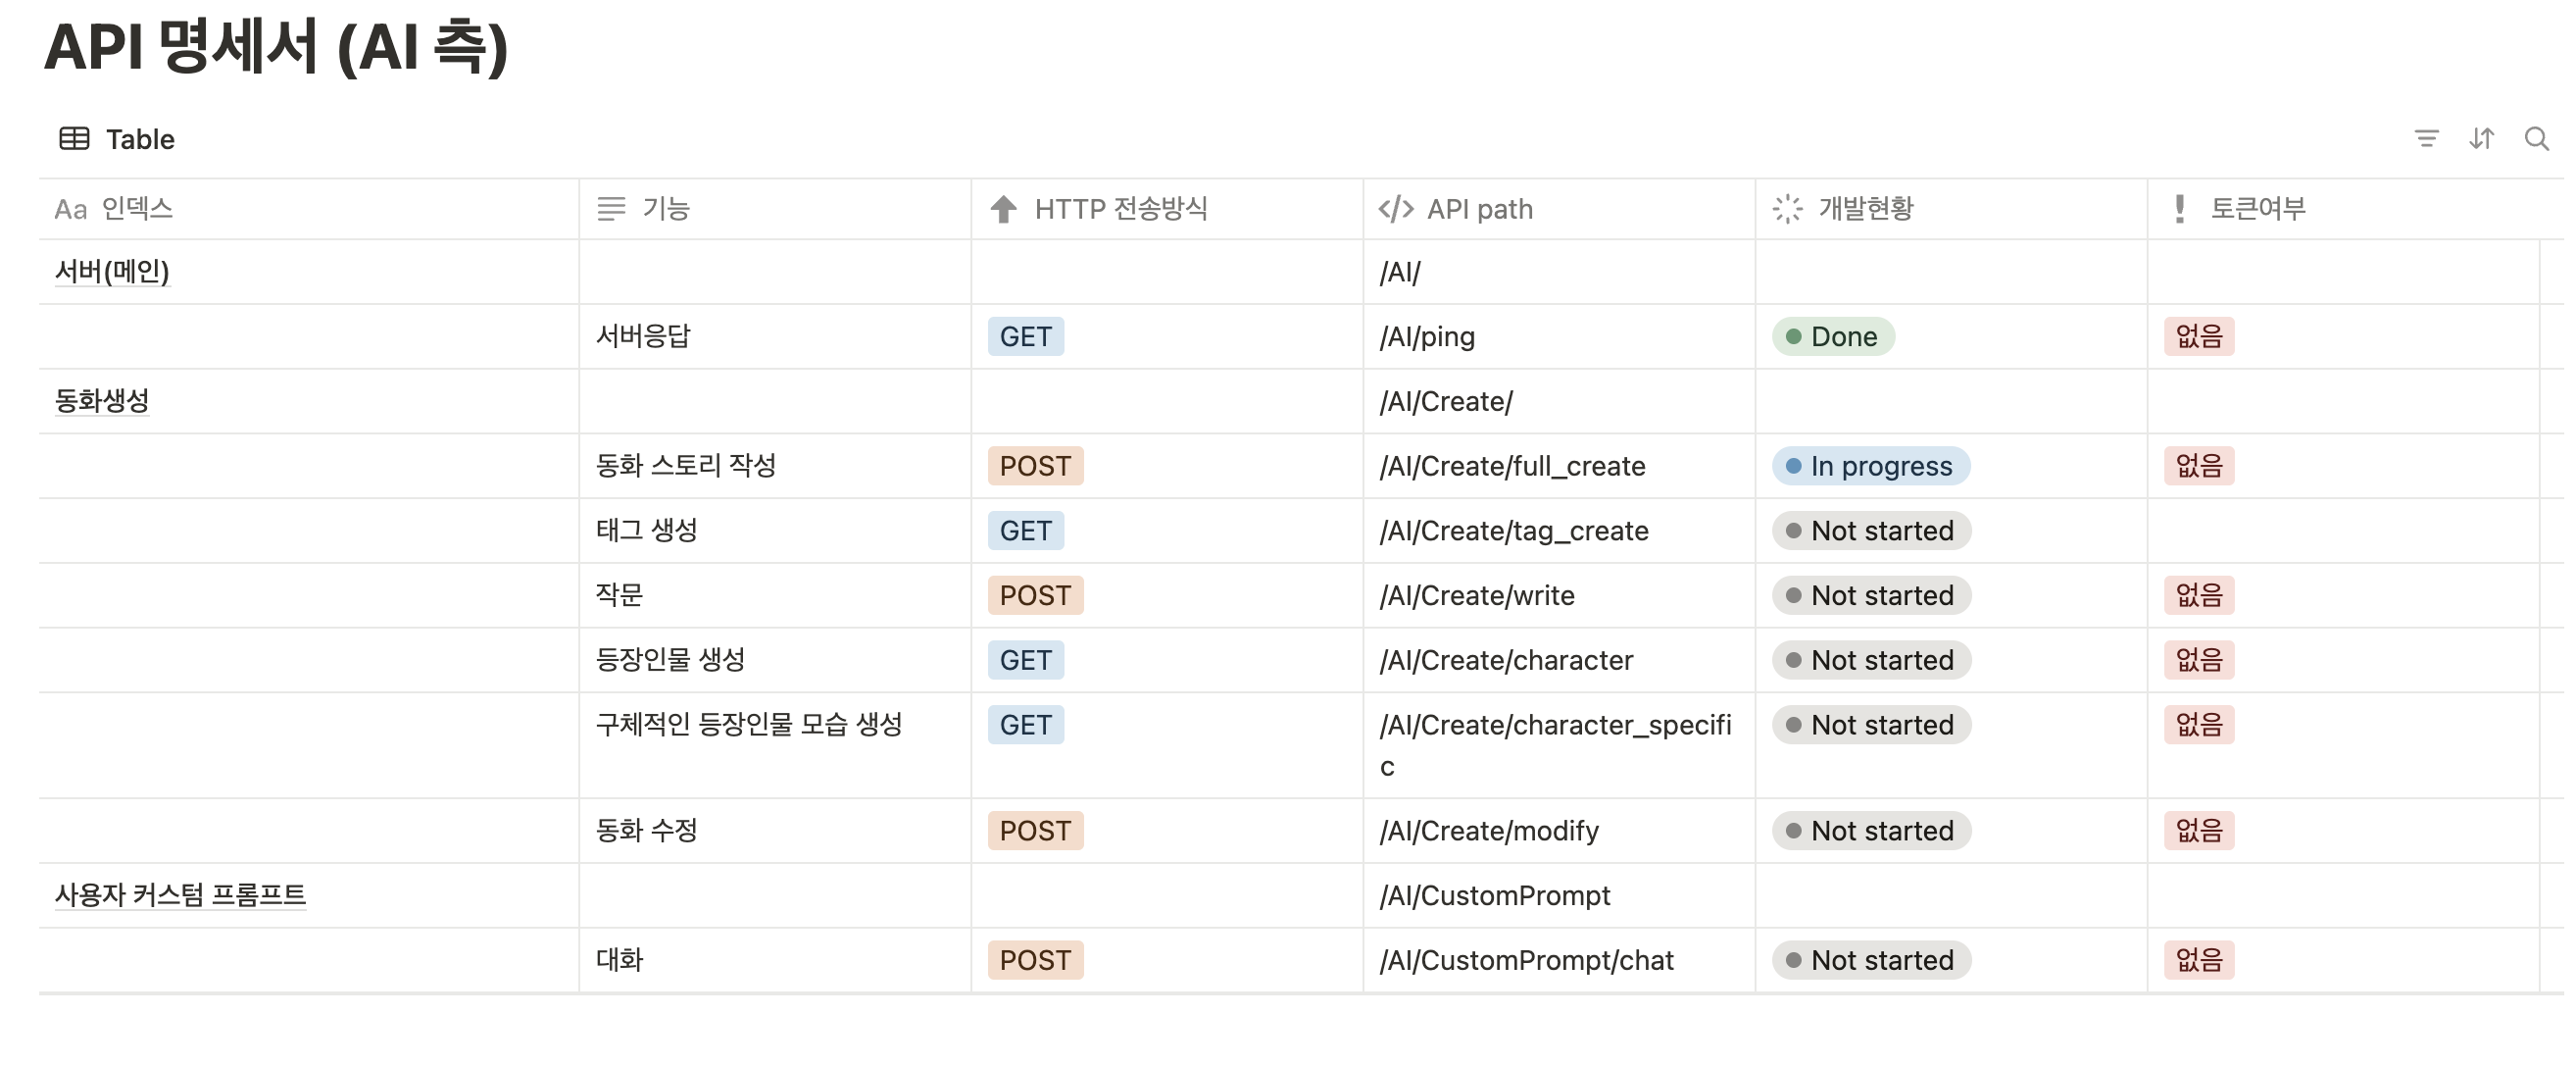 API 명세서 (AI 측)
Table
Aa 인덱스 기능 HTTP 전송방식 API path 개발현황 토큰여부
서버(메인) /AI/
서버응답 GET /AI/ping Done 없음
동화생성 /AI/Create/
동화 스토리 작성 POST /AI/Create/full_create In progress 없음
태그 생성 GET /AI/Create/tag_create Not started
작문 POST /AI/Create/write Not started 없음
등장인물 생성 GET /AI/Create/character Not started 없음
구체적인 등장인물 모습 생성 GET /AI/Create/character_specifi Not started 없음
c
동화 수정 POST /AI/Create/modify Not started 없음
사용자 커스텀 프롬프트 /AI/CustomPrompt
대화 POST /AI/CustomPrompt/chat Not started 없음